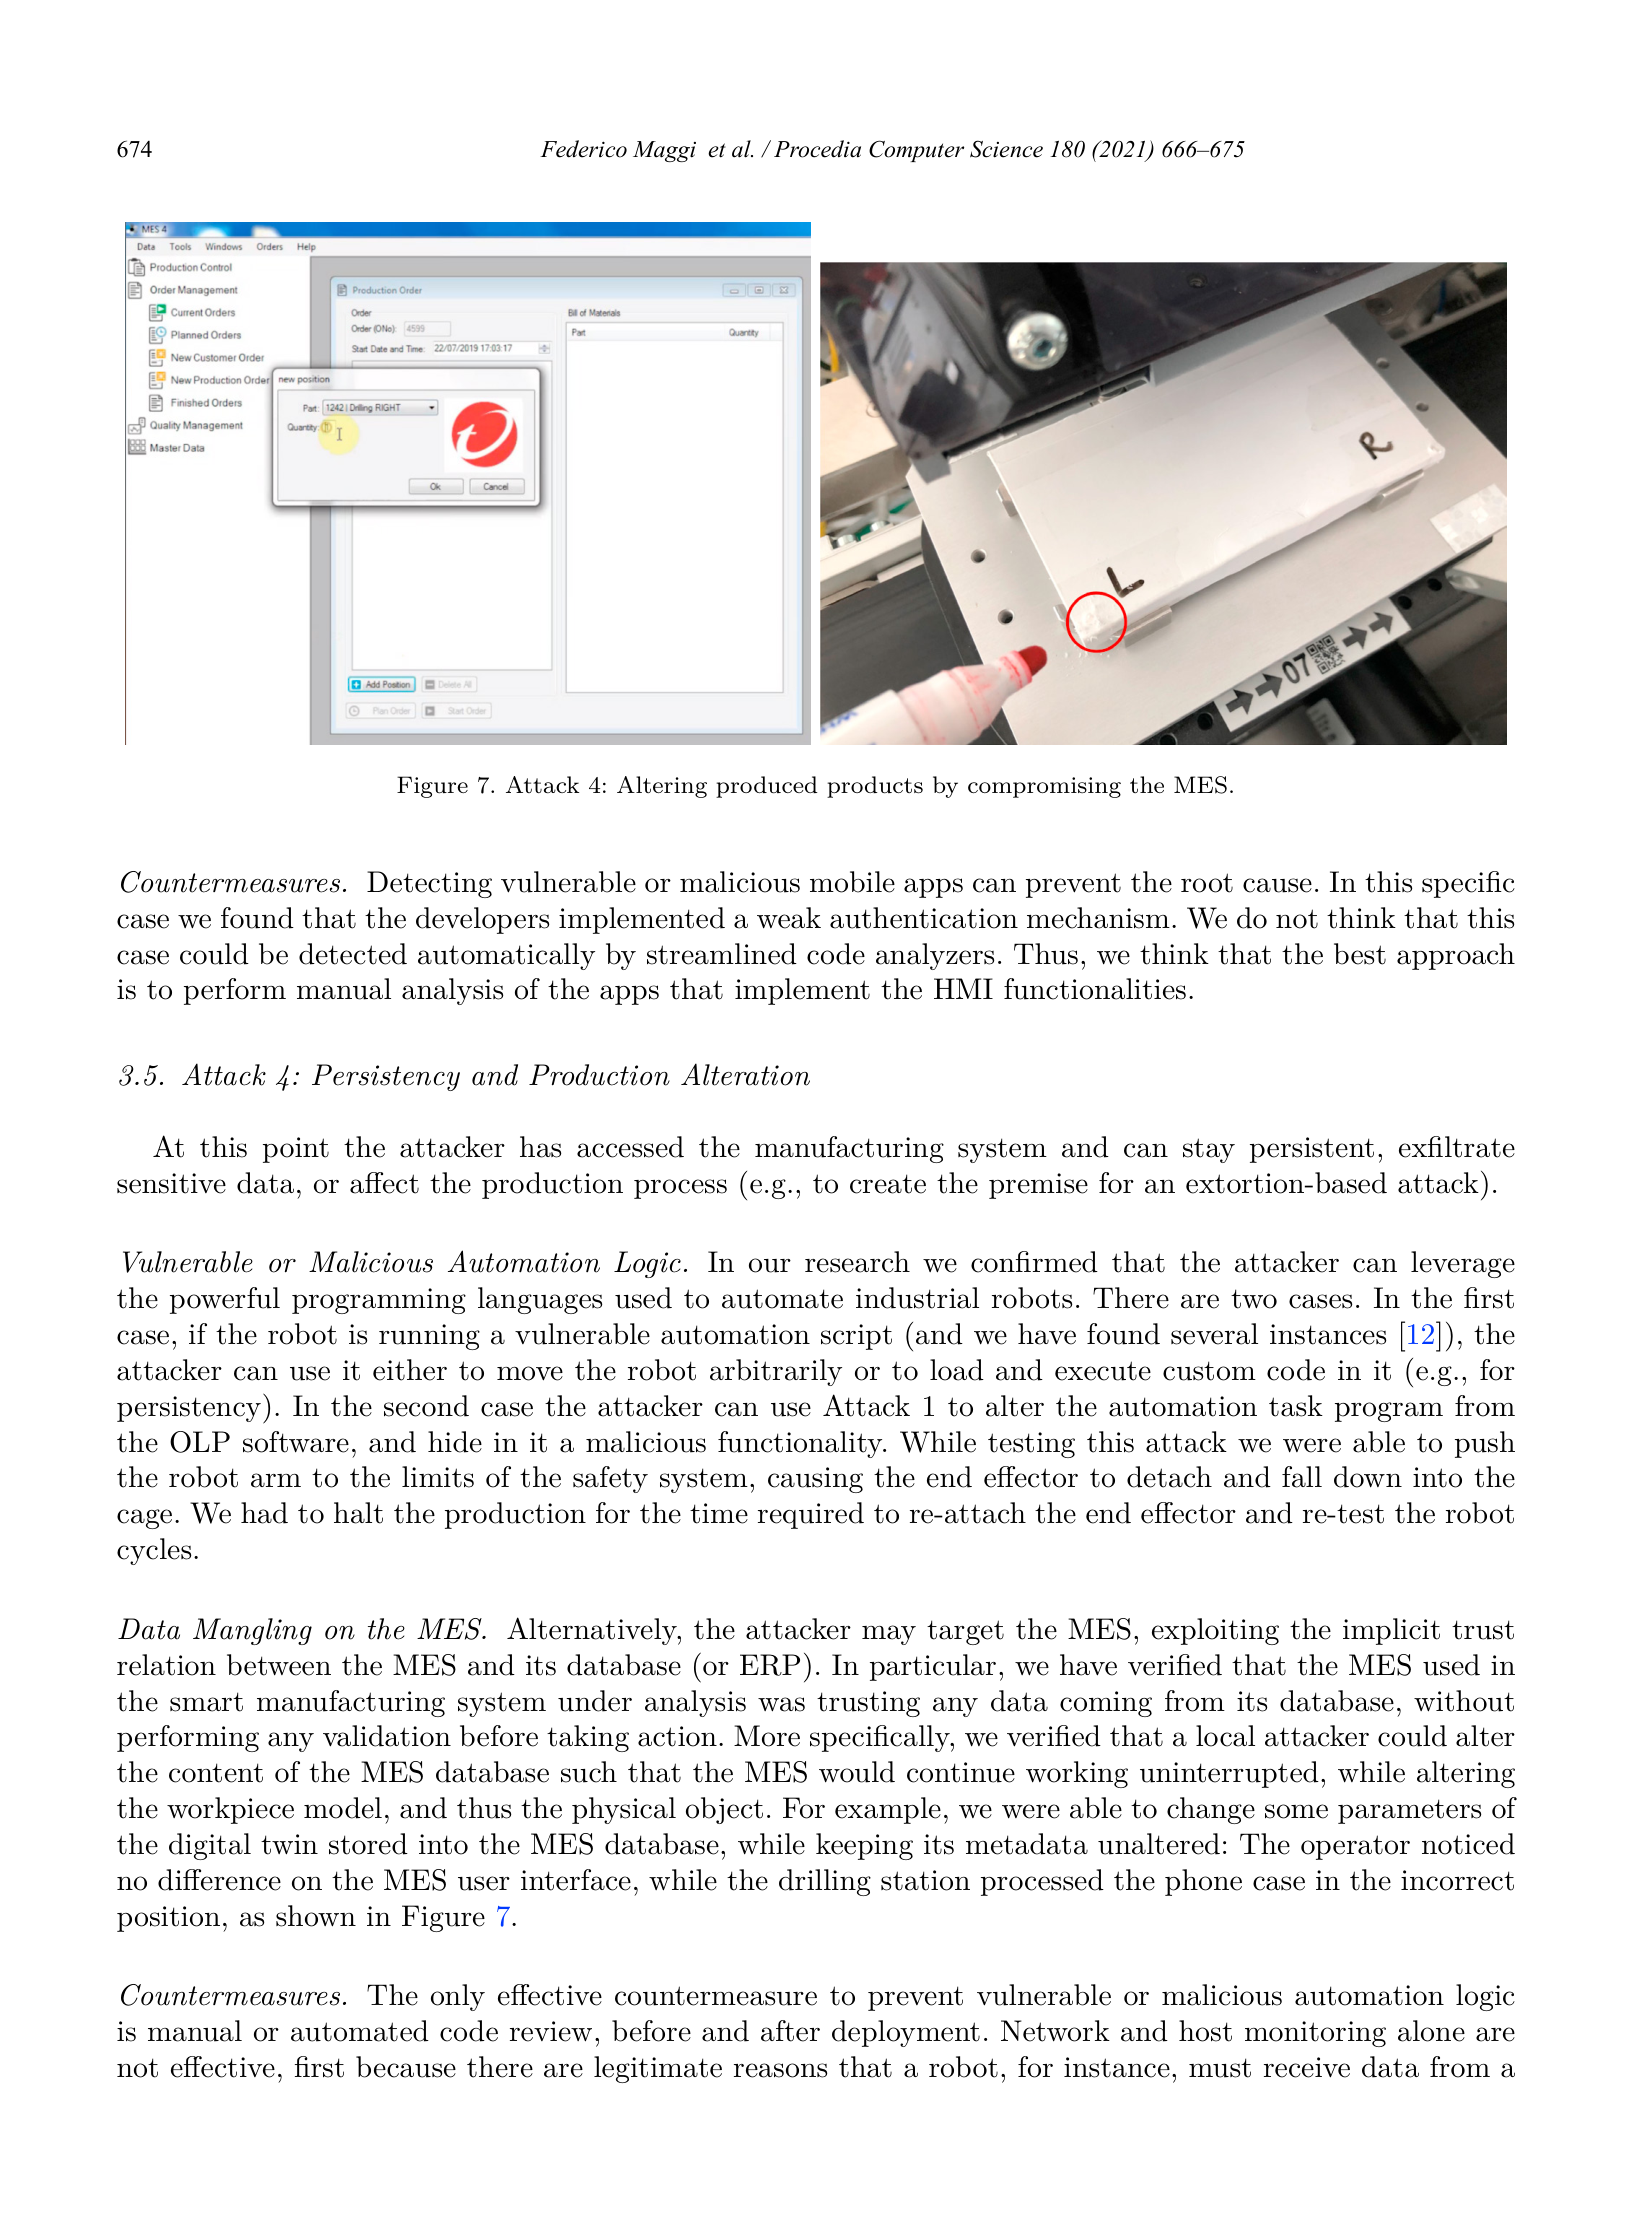 674
Federico Maggi et al. / Procedia Computer Science 180 (2021) 666–675
MES 4
Data Tools Windows Orders Help
Production Control
Order Management
Current Orders
Planned Orders
New Customer Order
New Production Order
Finished Orders
Quality Management
Master Data
Production Order
Order
Order (ONo): 4599
Start Date and Time: 22/07/2019 17:03:17
new position
Part: 1242 | Drilling RIGHT
Quantity:
Ok Cancel
Add Position Delete All
Plan Order Start Order
Bill of Materials
Part Quantity
R
L
07
Figure 7. Attack 4: Altering produced products by compromising the MES.
Countermeasures. Detecting vulnerable or malicious mobile apps can prevent the root cause. In this specific
case we found that the developers implemented a weak authentication mechanism. We do not think that this
case could be detected automatically by streamlined code analyzers. Thus, we think that the best approach
is to perform manual analysis of the apps that implement the HMI functionalities.
3.5. Attack 4: Persistency and Production Alteration
At this point the attacker has accessed the manufacturing system and can stay persistent, exfiltrate
sensitive data, or affect the production process (e.g., to create the premise for an extortion-based attack).
Vulnerable or Malicious Automation Logic. In our research we confirmed that the attacker can leverage
the powerful programming languages used to automate industrial robots. There are two cases. In the first
case, if the robot is running a vulnerable automation script (and we have found several instances [12]), the
attacker can use it either to move the robot arbitrarily or to load and execute custom code in it (e.g., for
persistency). In the second case the attacker can use Attack 1 to alter the automation task program from
the OLP software, and hide in it a malicious functionality. While testing this attack we were able to push
the robot arm to the limits of the safety system, causing the end effector to detach and fall down into the
cage. We had to halt the production for the time required to re-attach the end effector and re-test the robot
cycles.
Data Mangling on the MES. Alternatively, the attacker may target the MES, exploiting the implicit trust
relation between the MES and its database (or ERP). In particular, we have verified that the MES used in
the smart manufacturing system under analysis was trusting any data coming from its database, without
performing any validation before taking action. More specifically, we verified that a local attacker could alter
the content of the MES database such that the MES would continue working uninterrupted, while altering
the workpiece model, and thus the physical object. For example, we were able to change some parameters of
the digital twin stored into the MES database, while keeping its metadata unaltered: The operator noticed
no difference on the MES user interface, while the drilling station processed the phone case in the incorrect
position, as shown in Figure 7.
Countermeasures. The only effective countermeasure to prevent vulnerable or malicious automation logic
is manual or automated code review, before and after deployment. Network and host monitoring alone are
not effective, first because there are legitimate reasons that a robot, for instance, must receive data from a